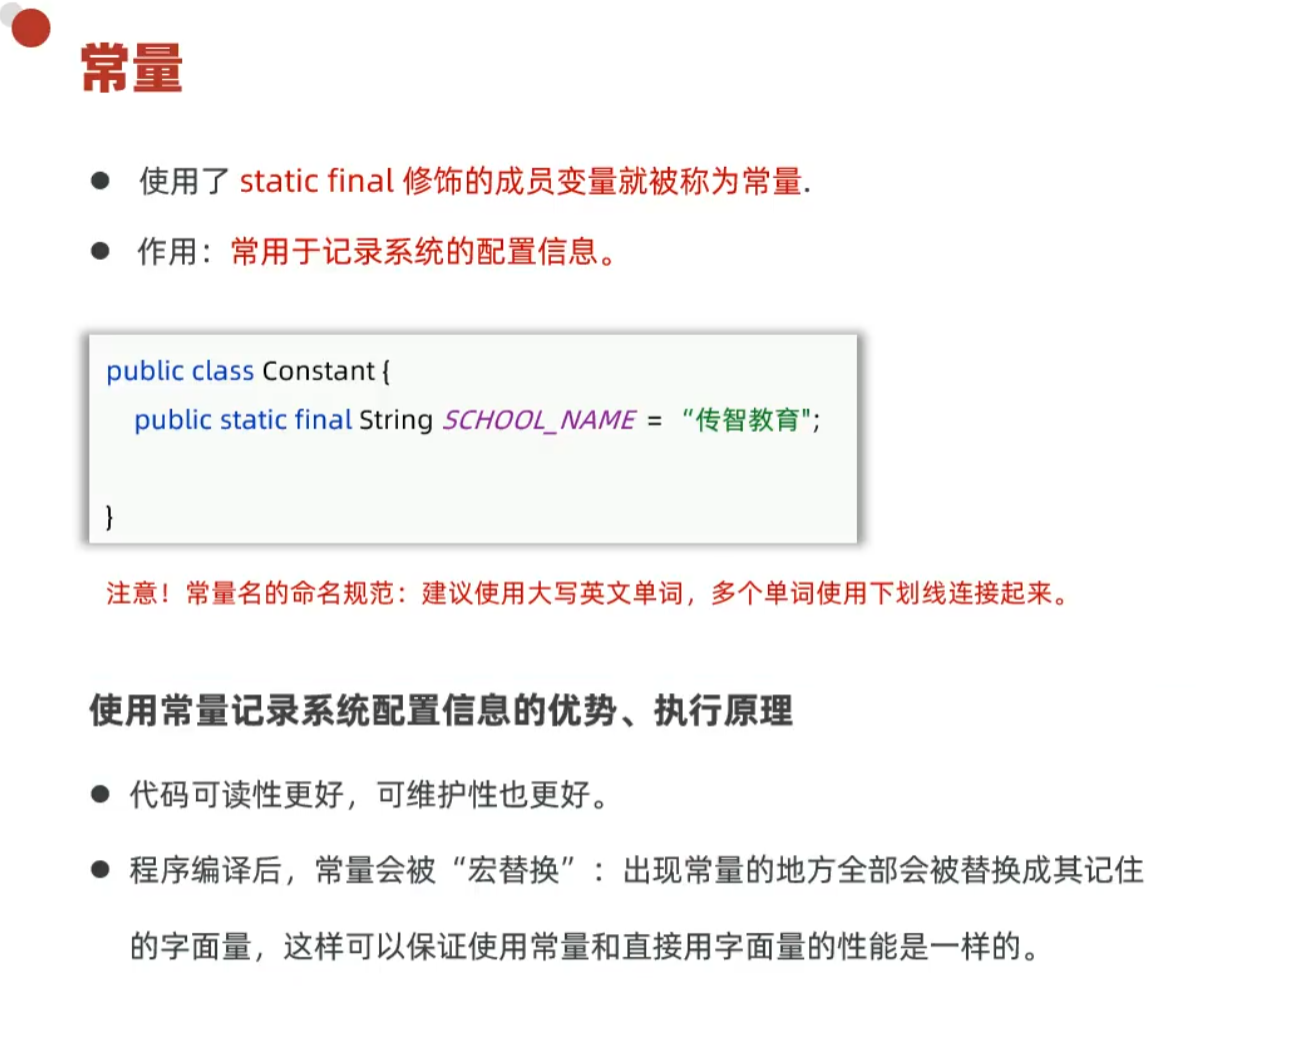 常量
使用了 static final 修饰的成员变量就被称为常量.
作用：常用于记录系统的配置信息。
public class Constant {
public static final String SCHOOL_NAME = “传智教育";
}
注意！常量名的命名规范：建议使用大写英文单词，多个单词使用下划线连接起来。
使用常量记录系统配置信息的优势、执行原理
代码可读性更好，可维护性也更好。
程序编译后，常量会被“宏替换”：出现常量的地方全部会被替换成其记住
的字面量，这样可以保证使用常量和直接用字面量的性能是一样的。